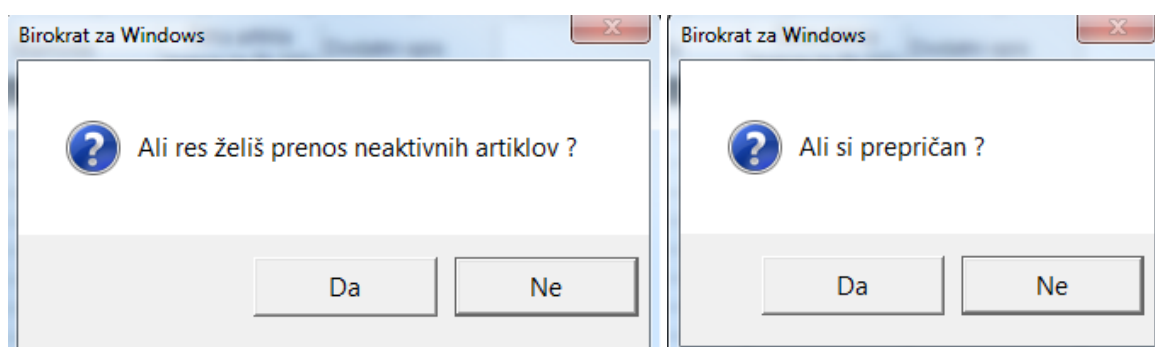 Birokrat za Windows
Ali res želiš prenos neaktivnih artiklov ?
Da
Ne
Birokrat za Windows
Ali si prepričan ?
Da
Ne